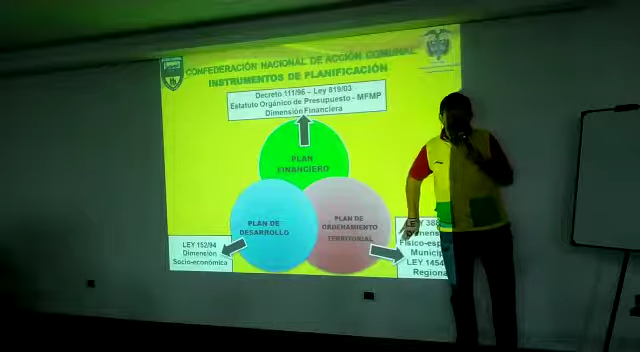 CONFEDERACIÓN NACIONAL DE ACCIÓN COMUNAL
INSTRUMENTOS DE PLANIFICACIÓN
Decreto 111/96 – Ley 819/03
Estatuto Orgánico de Presupuesto - MFMP
Dimensión Financiera
PLAN
FINANCIERO
PLAN DE
DESARROLLO
PLAN DE
ORDENAMIENTO
TERRITORIAL
LEY 152/94
Dimensión
Socio-económica
LEY 388
Dimens
Físico-esp
Municip
LEY 1454
Regiona